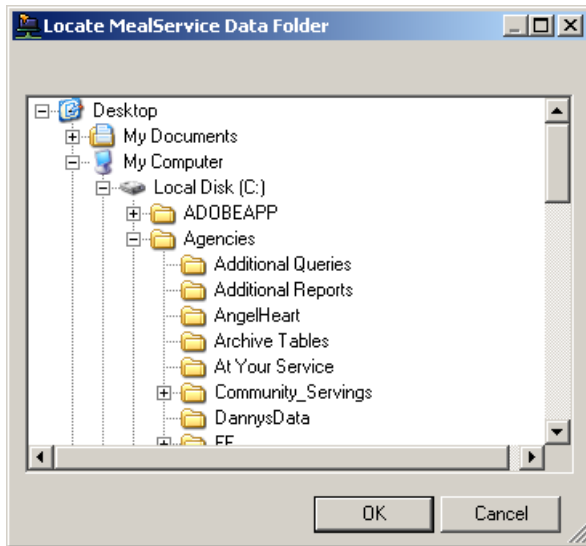 Locate MealService Data Folder
Desktop
My Documents
My Computer
Local Disk (C:)
ADOBEAPP
Agencies
Additional Queries
Additional Reports
AngelHeart
Archive Tables
At Your Service
Community_Servings
DannysData
OK Cancel